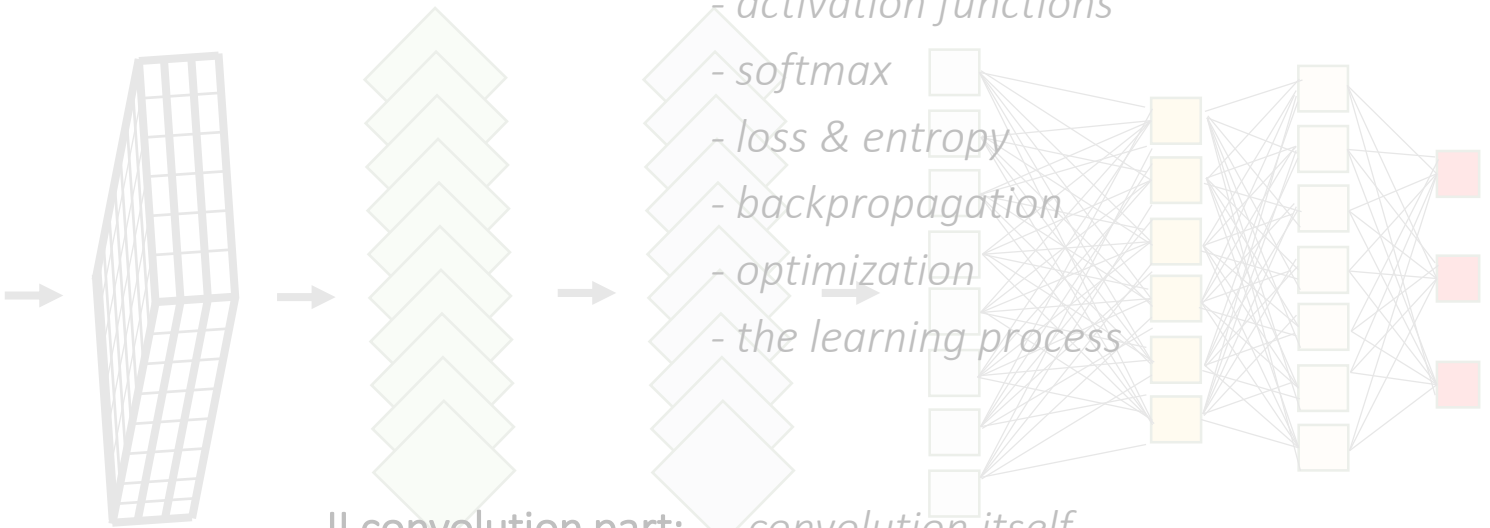 - activation functions
- softmax
- loss & entropy
- backpropagation
- optimization
- the learning process
II convolution part: - convolution itself